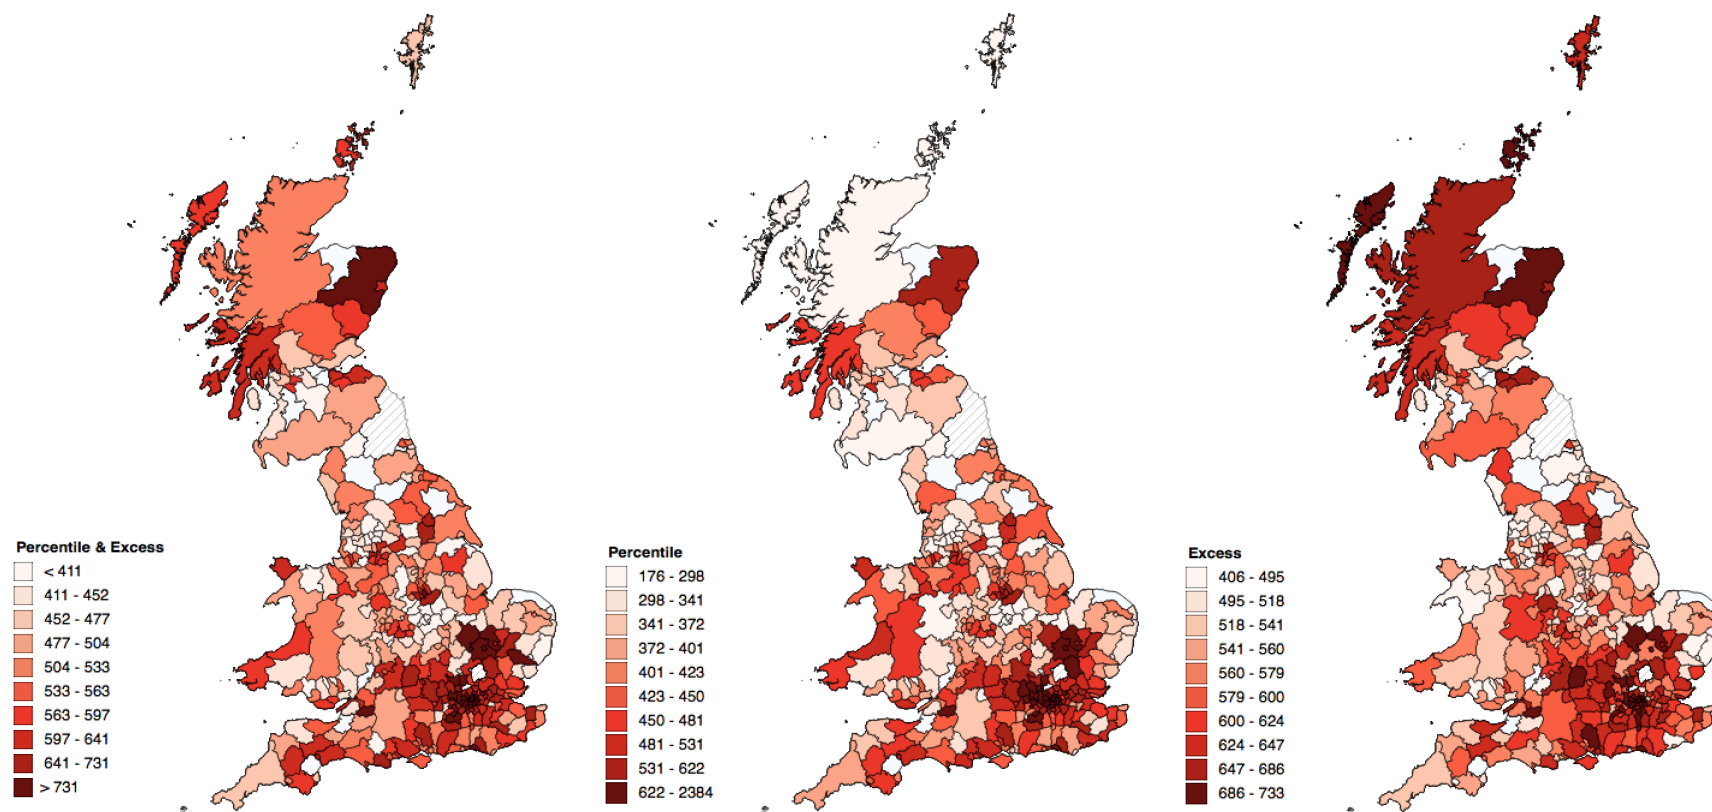 Percentile & Excess
< 411
411 - 452
452 - 477
477 - 504
504 - 533
533 - 563
563 - 597
597 - 641
641 - 731
> 731
Percentile
176 - 298
298 - 341
341 - 372
372 - 401
401 - 423
423 - 450
450 - 481
481 - 531
531 - 622
622 - 2384
Excess
406 - 495
495 - 518
518 - 541
541 - 560
560 - 579
579 - 600
600 - 624
624 - 647
647 - 686
686 - 733